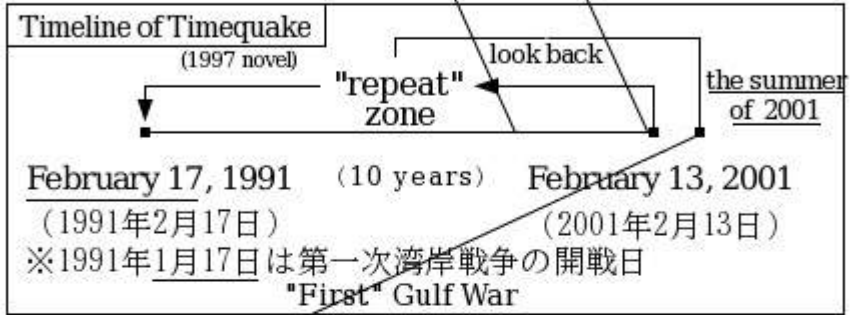 Timeline of Timequake
(1997 novel)
look back
"repeat"
zone
the summer
of 2001
February 17, 1991 (10 years) February 13, 2001
（1991年2月17日） （2001年2月13日）
※1991年1月17日は第一次湾岸戦争の開戦日
"First" Gulf War